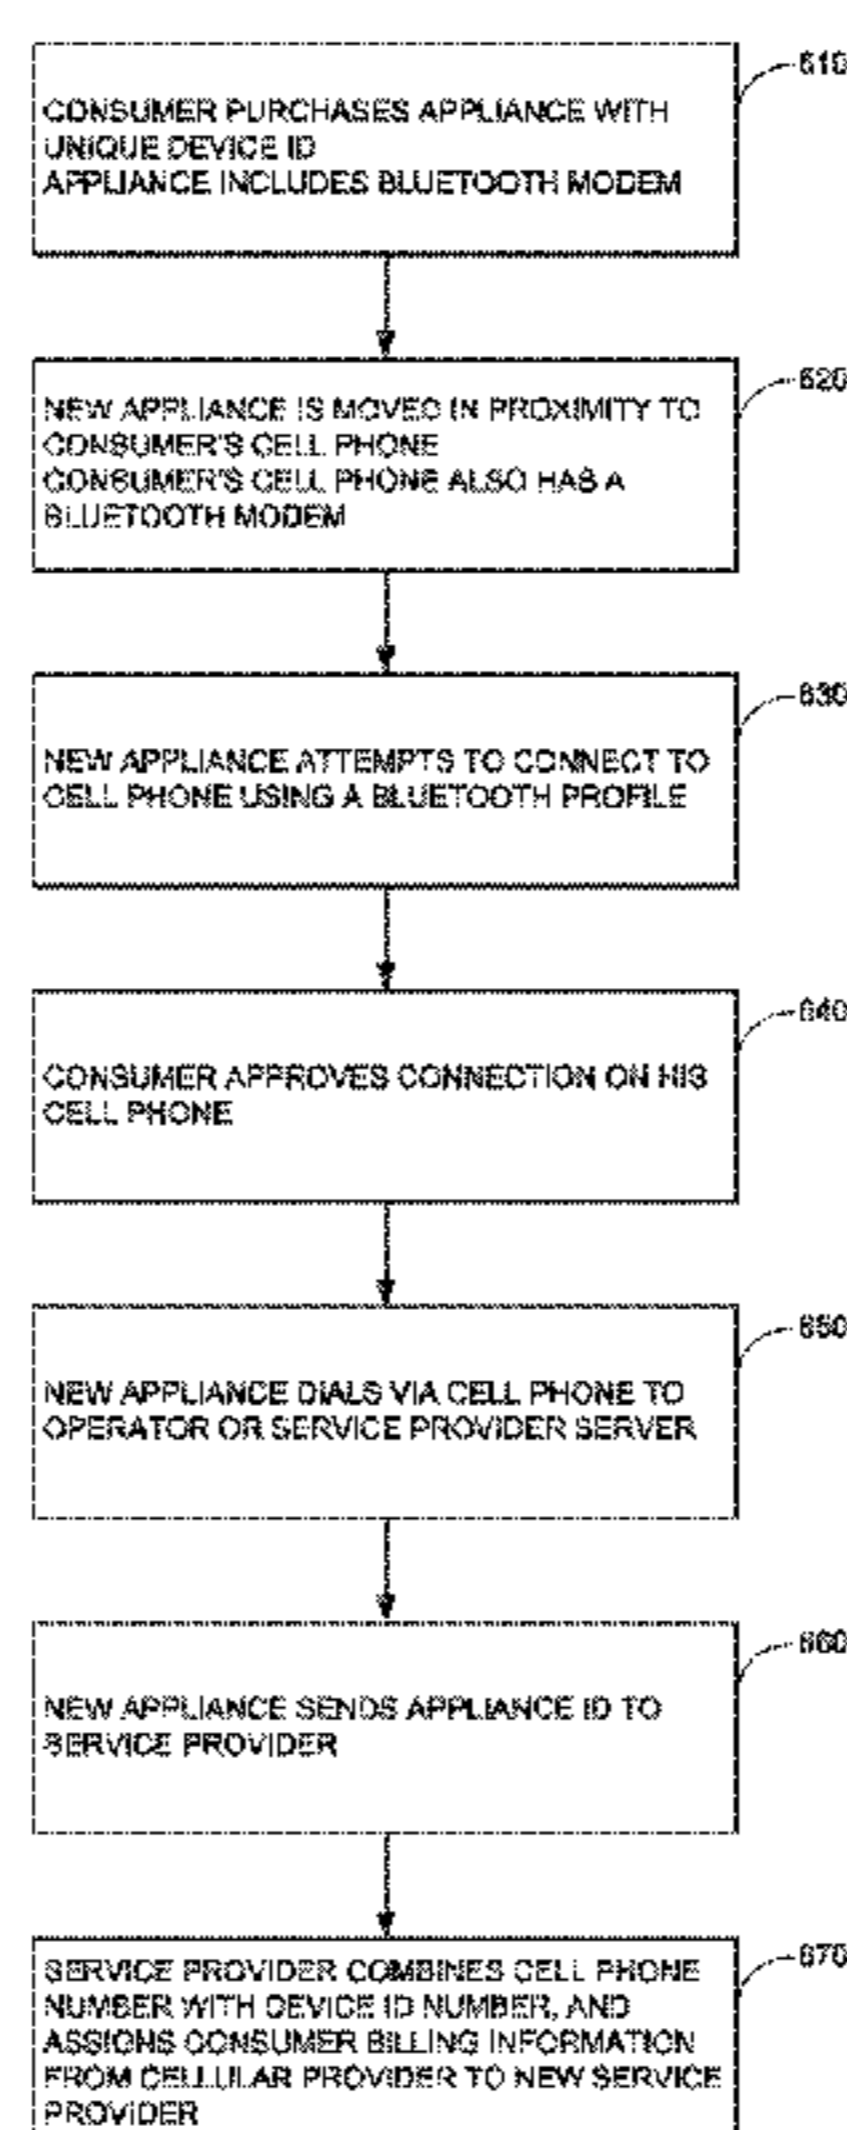 610
CONSUMER PURCHASES APPLIANCE WITH
UNIQUE DEVICE ID
APPLIANCE INCLUDES BLUETOOTH MODEM
620
NEW APPLIANCE IS MOVED IN PROXIMITY TO
CONSUMER'S CELL PHONE
CONSUMER'S CELL PHONE ALSO HAS A
BLUETOOTH MODEM
630
NEW APPLIANCE ATTEMPTS TO CONNECT TO
CELL PHONE USING A BLUETOOTH PROFILE
640
CONSUMER APPROVES CONNECTION ON HIS
CELL PHONE
650
NEW APPLIANCE DIALS VIA CELL PHONE TO
OPERATOR OR SERVICE PROVIDER SERVER
660
NEW APPLIANCE SENDS APPLIANCE ID TO
SERVICE PROVIDER
670
SERVICE PROVIDER COMBINES CELL PHONE
NUMBER WITH DEVICE ID NUMBER, AND
ASSIGNS CONSUMER BILLING INFORMATION
FROM CELLULAR PROVIDER TO NEW SERVICE
PROVIDER